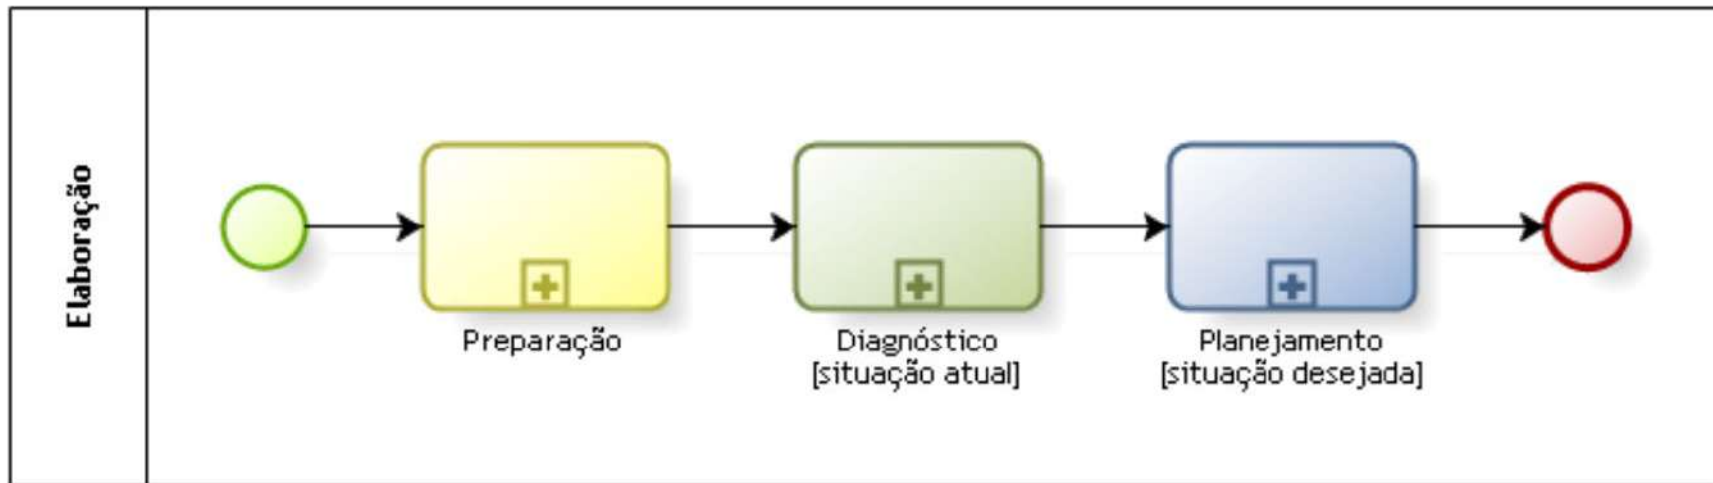 Elaboração
Preparação
Diagnóstico
[situação atual]
Planejamento
[situação desejada]